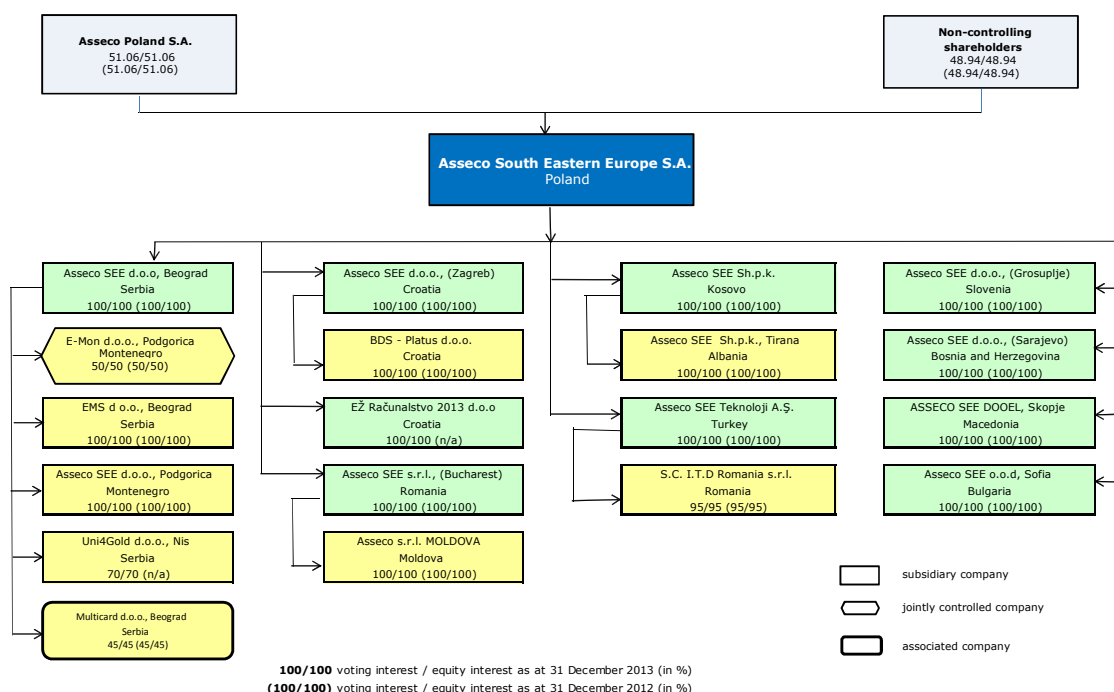 Asseco Poland S.A.
51.06/51.06
(51.06/51.06)
Non-controlling
shareholders
48.94/48.94
(48.94/48.94)
Asseco South Eastern Europe S.A.
Poland
Asseco SEE d.o.o, Beograd
Serbia
100/100 (100/100)
E-Mon d.o.o., Podgorica
Montenegro
50/50 (50/50)
EMS d o.o., Beograd
Serbia
100/100 (100/100)
Asseco SEE d.o.o., Podgorica
Montenegro
100/100 (100/100)
Uni4Gold d.o.o., Nis
Serbia
70/70 (n/a)
Multicard d.o.o., Beograd
Serbia
45/45 (45/45)
Asseco SEE d.o.o., (Zagreb)
Croatia
100/100 (100/100)
BDS - Platus d.o.o.
Croatia
100/100 (100/100)
EŽ Računalstvo 2013 d.o.o
Croatia
100/100 (n/a)
Asseco SEE s.r.l., (Bucharest)
Romania
100/100 (100/100)
Asseco s.r.l. MOLDOVA
Moldova
100/100 (100/100)
Asseco SEE Sh.p.k.
Kosovo
100/100 (100/100)
Asseco SEE Sh.p.k., Tirana
Albania
100/100 (100/100)
Asseco SEE Teknoloji A.Ş.
Turkey
100/100 (100/100)
S.C. I.T.D Romania s.r.l.
Romania
95/95 (95/95)
Asseco SEE d.o.o., (Grosuplje)
Slovenia
100/100 (100/100)
Asseco SEE d.o.o., (Sarajevo)
Bosnia and Herzegovina
100/100 (100/100)
ASSECO SEE DOOEL, Skopje
Macedonia
100/100 (100/100)
Asseco SEE o.o.d, Sofia
Bulgaria
100/100 (100/100)
subsidiary company
jointly controlled company
associated company
100/100 voting interest / equity interest as at 31 December 2013 (in %)
(100/100) voting interest / equity interest as at 31 December 2012 (in %)